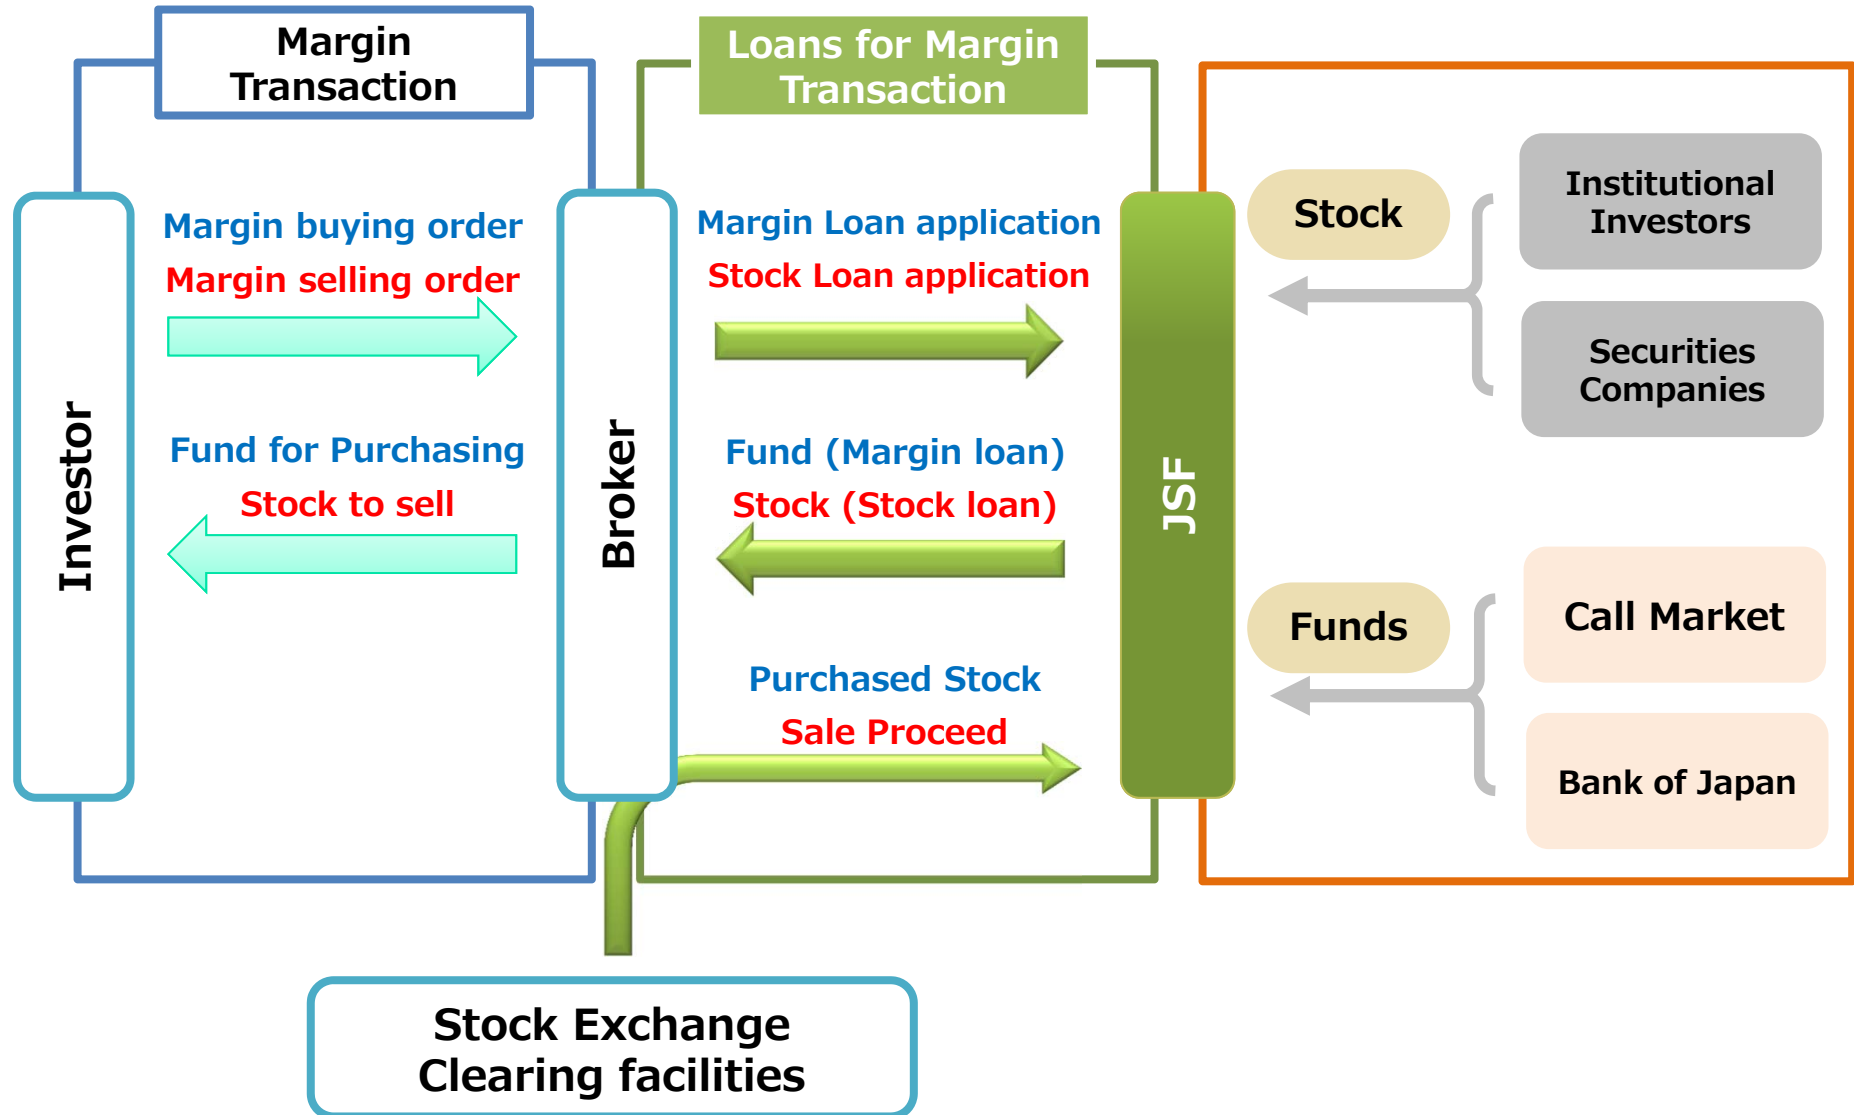 Margin
Transaction
Loans for Margin
Transaction
Investor
Margin buying order
Margin selling order
Fund for Purchasing
Stock to sell
Broker
Margin Loan application
Stock Loan application
Fund (Margin loan)
Stock (Stock loan)
Purchased Stock
Sale Proceed
JSF
Stock
Institutional
Investors
Securities
Companies
Funds
Call Market
Bank of Japan
Stock Exchange
Clearing facilities